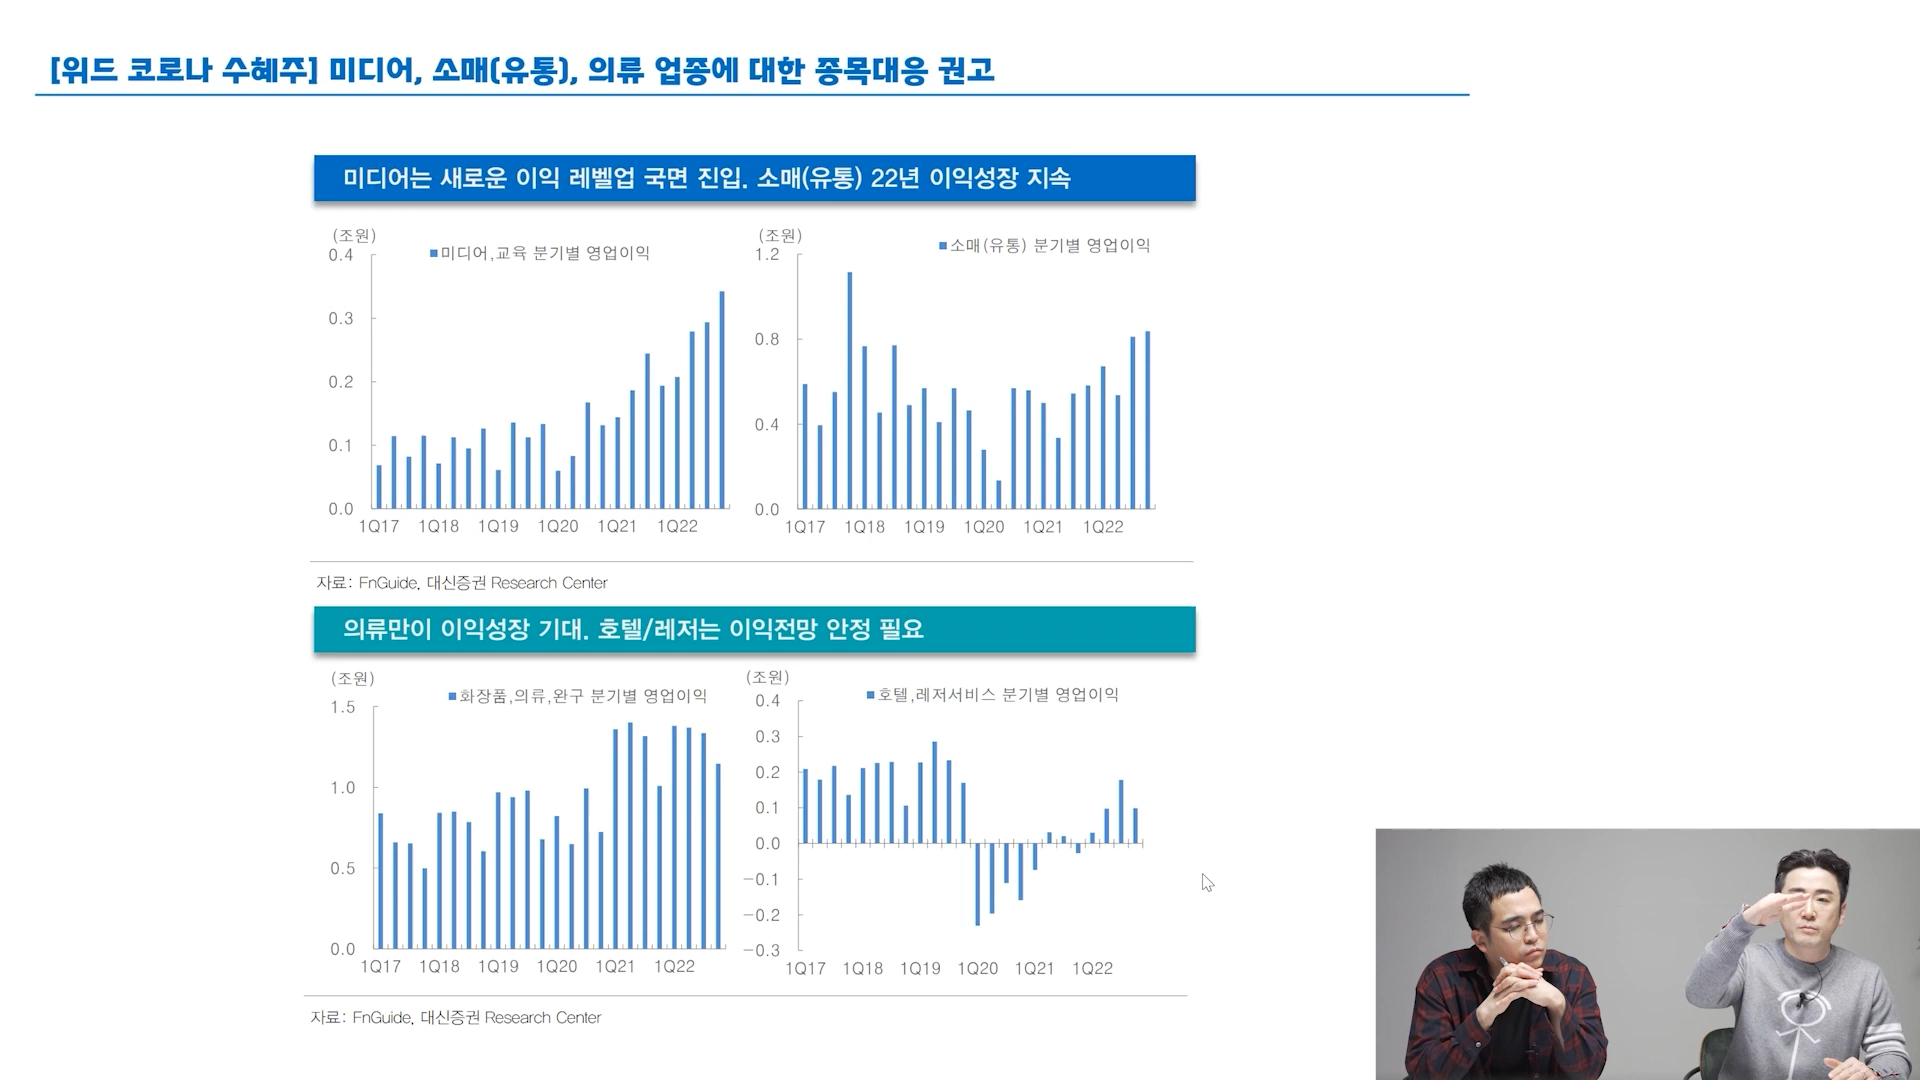 [위드 코로나 수혜주] 미디어, 소매(유통), 의류 업종에 대한 종목대응 권고
미디어는 새로운 이익 레벨업 국면 진입. 소매(유통) 22년 이익성장 지속
(조원)
미디어,교육 분기별 영업이익
0.4
0.3
0.2
0.1
0.0
1Q17 1Q18 1Q19 1Q20 1Q21 1Q22
(조원)
소매(유통) 분기별 영업이익
1.2
0.8
0.4
0.0
1Q17 1Q18 1Q19 1Q20 1Q21 1Q22
자료: FnGuide, 대신증권 Research Center
의류만이 이익성장 기대. 호텔/레저는 이익전망 안정 필요
(조원)
화장품,의류,완구 분기별 영업이익
1.5
1.0
0.5
0.0
1Q17 1Q18 1Q19 1Q20 1Q21 1Q22
(조원)
호텔,레저서비스 분기별 영업이익
0.4
0.3
0.2
0.1
0.0
-0.1
-0.2
-0.3
1Q17 1Q18 1Q19 1Q20 1Q21 1Q22
자료: FnGuide, 대신증권 Research Center